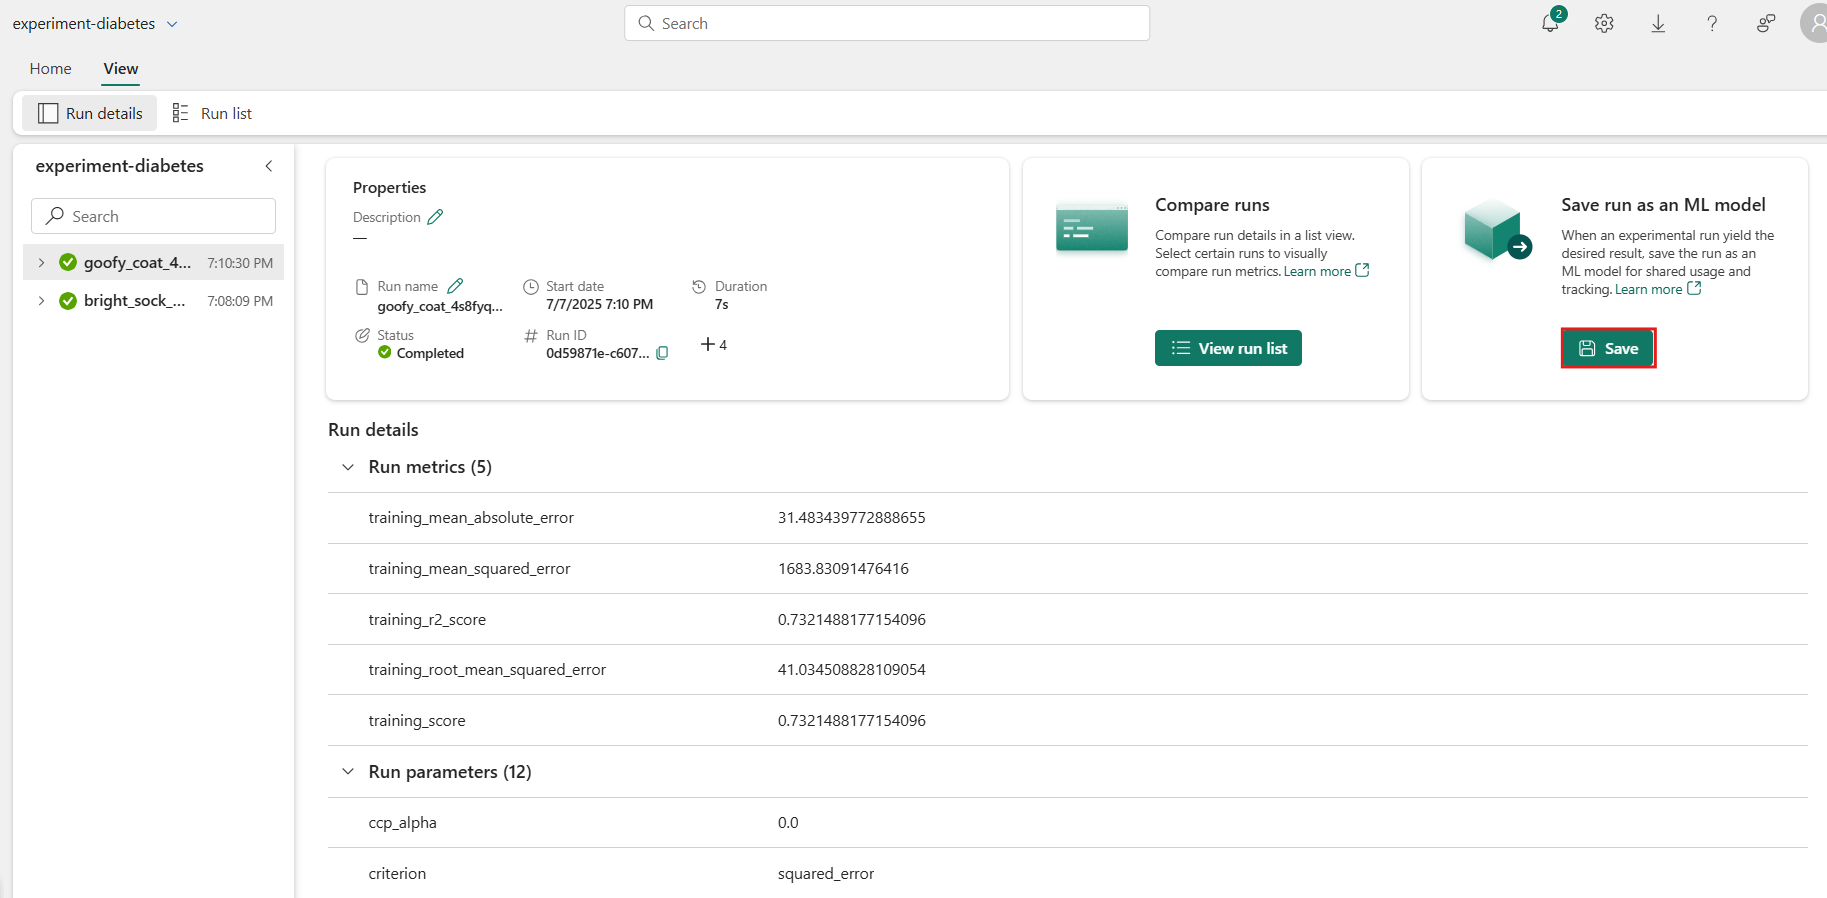 experiment-diabetes
Search
2
Home
View
Run details
Run list
experiment-diabetes
Search
goofy_coat_4... 7:10:30 PM
bright_sock_... 7:08:09 PM
Properties
Description
—
Run name
goofy_coat_4s8fyq...
Start date
7/7/2025 7:10 PM
Duration
7s
Status
Completed
Run ID
0d59871e-c607...
+ 4
Compare runs
Compare run details in a list view.
Select certain runs to visually
compare run metrics. Learn more
View run list
Save run as an ML model
When an experimental run yield the
desired result, save the run as an
ML model for shared usage and
tracking. Learn more
Save
Run details
Run metrics (5)
training_mean_absolute_error 31.483439772888655
training_mean_squared_error 1683.83091476416
training_r2_score 0.7321488177154096
training_root_mean_squared_error 41.034508828109054
training_score 0.7321488177154096
Run parameters (12)
ccp_alpha 0.0
criterion squared_error